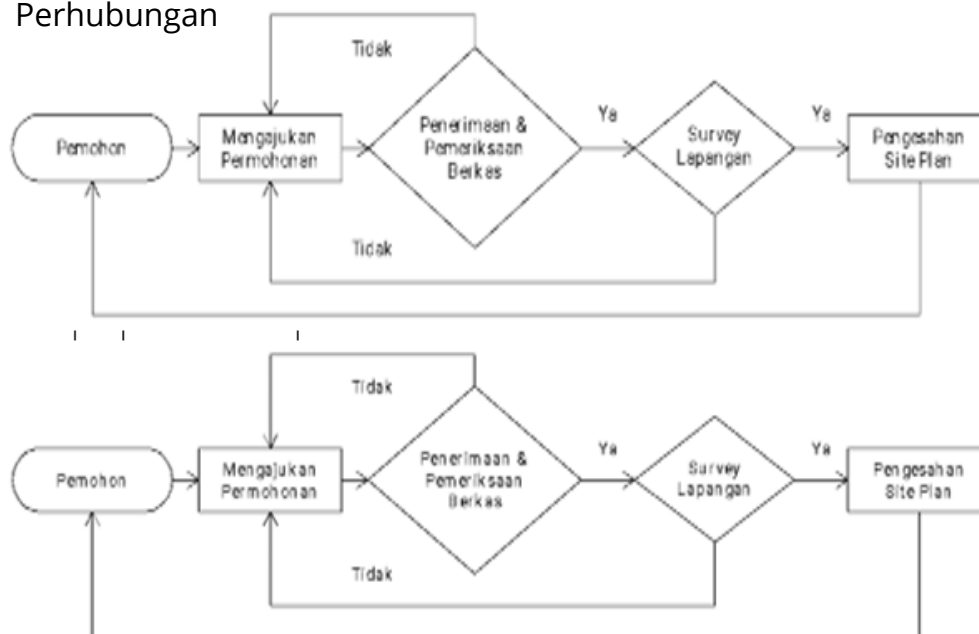 Perhubungan
Tidak
Pemohon
Mengajukan
Permohonan
Penerimaan &
Pemeriksaan
Berkas
Ya
Survey
Lapangan
Ya
Pengesahan
Site Plan
Tidak
Tidak
Pemohon
Mengajukan
Permohonan
Penerimaan &
Pemeriksaan
Berkas
Ya
Survey
Lapangan
Ya
Pengesahan
Site Plan
Tidak